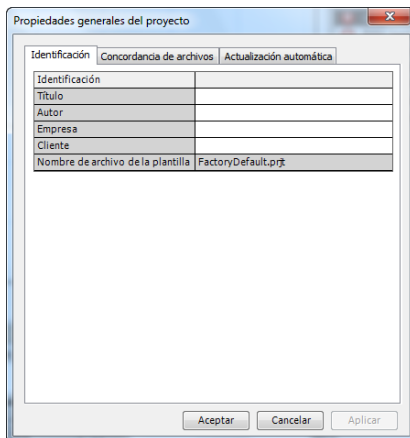 Propiedades generales del proyecto
Identificación Concordancia de archivos Actualización automática
Identificación
Título
Autor
Empresa
Cliente
Nombre de archivo de la plantilla FactoryDefault.prjt
Aceptar Cancelar Aplicar